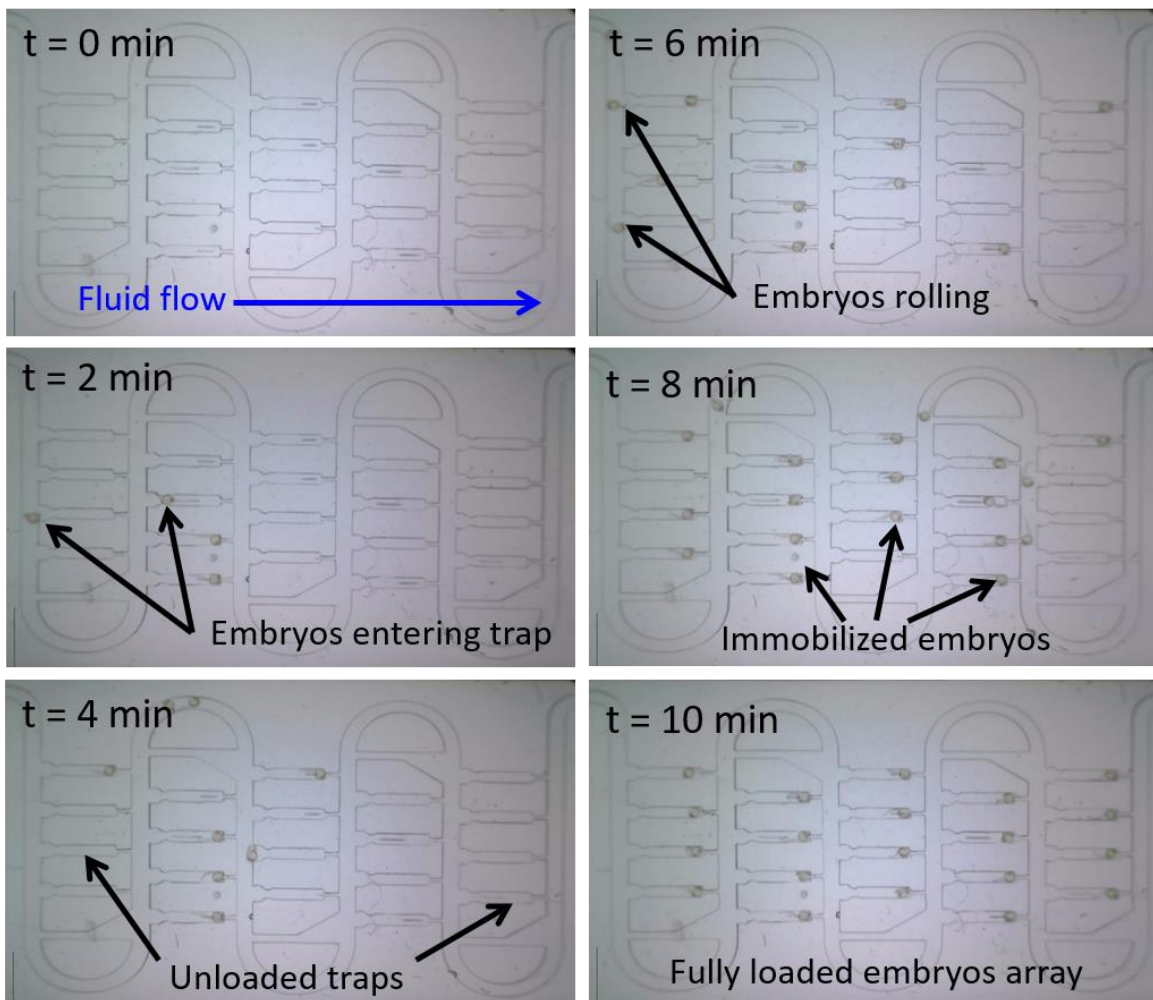 t = 0 min
Fluid flow
t = 6 min
Embryos rolling
t = 2 min
Embryos entering trap
t = 8 min
Immobilized embryos
t = 4 min
Unloaded traps
t = 10 min
Fully loaded embryos array